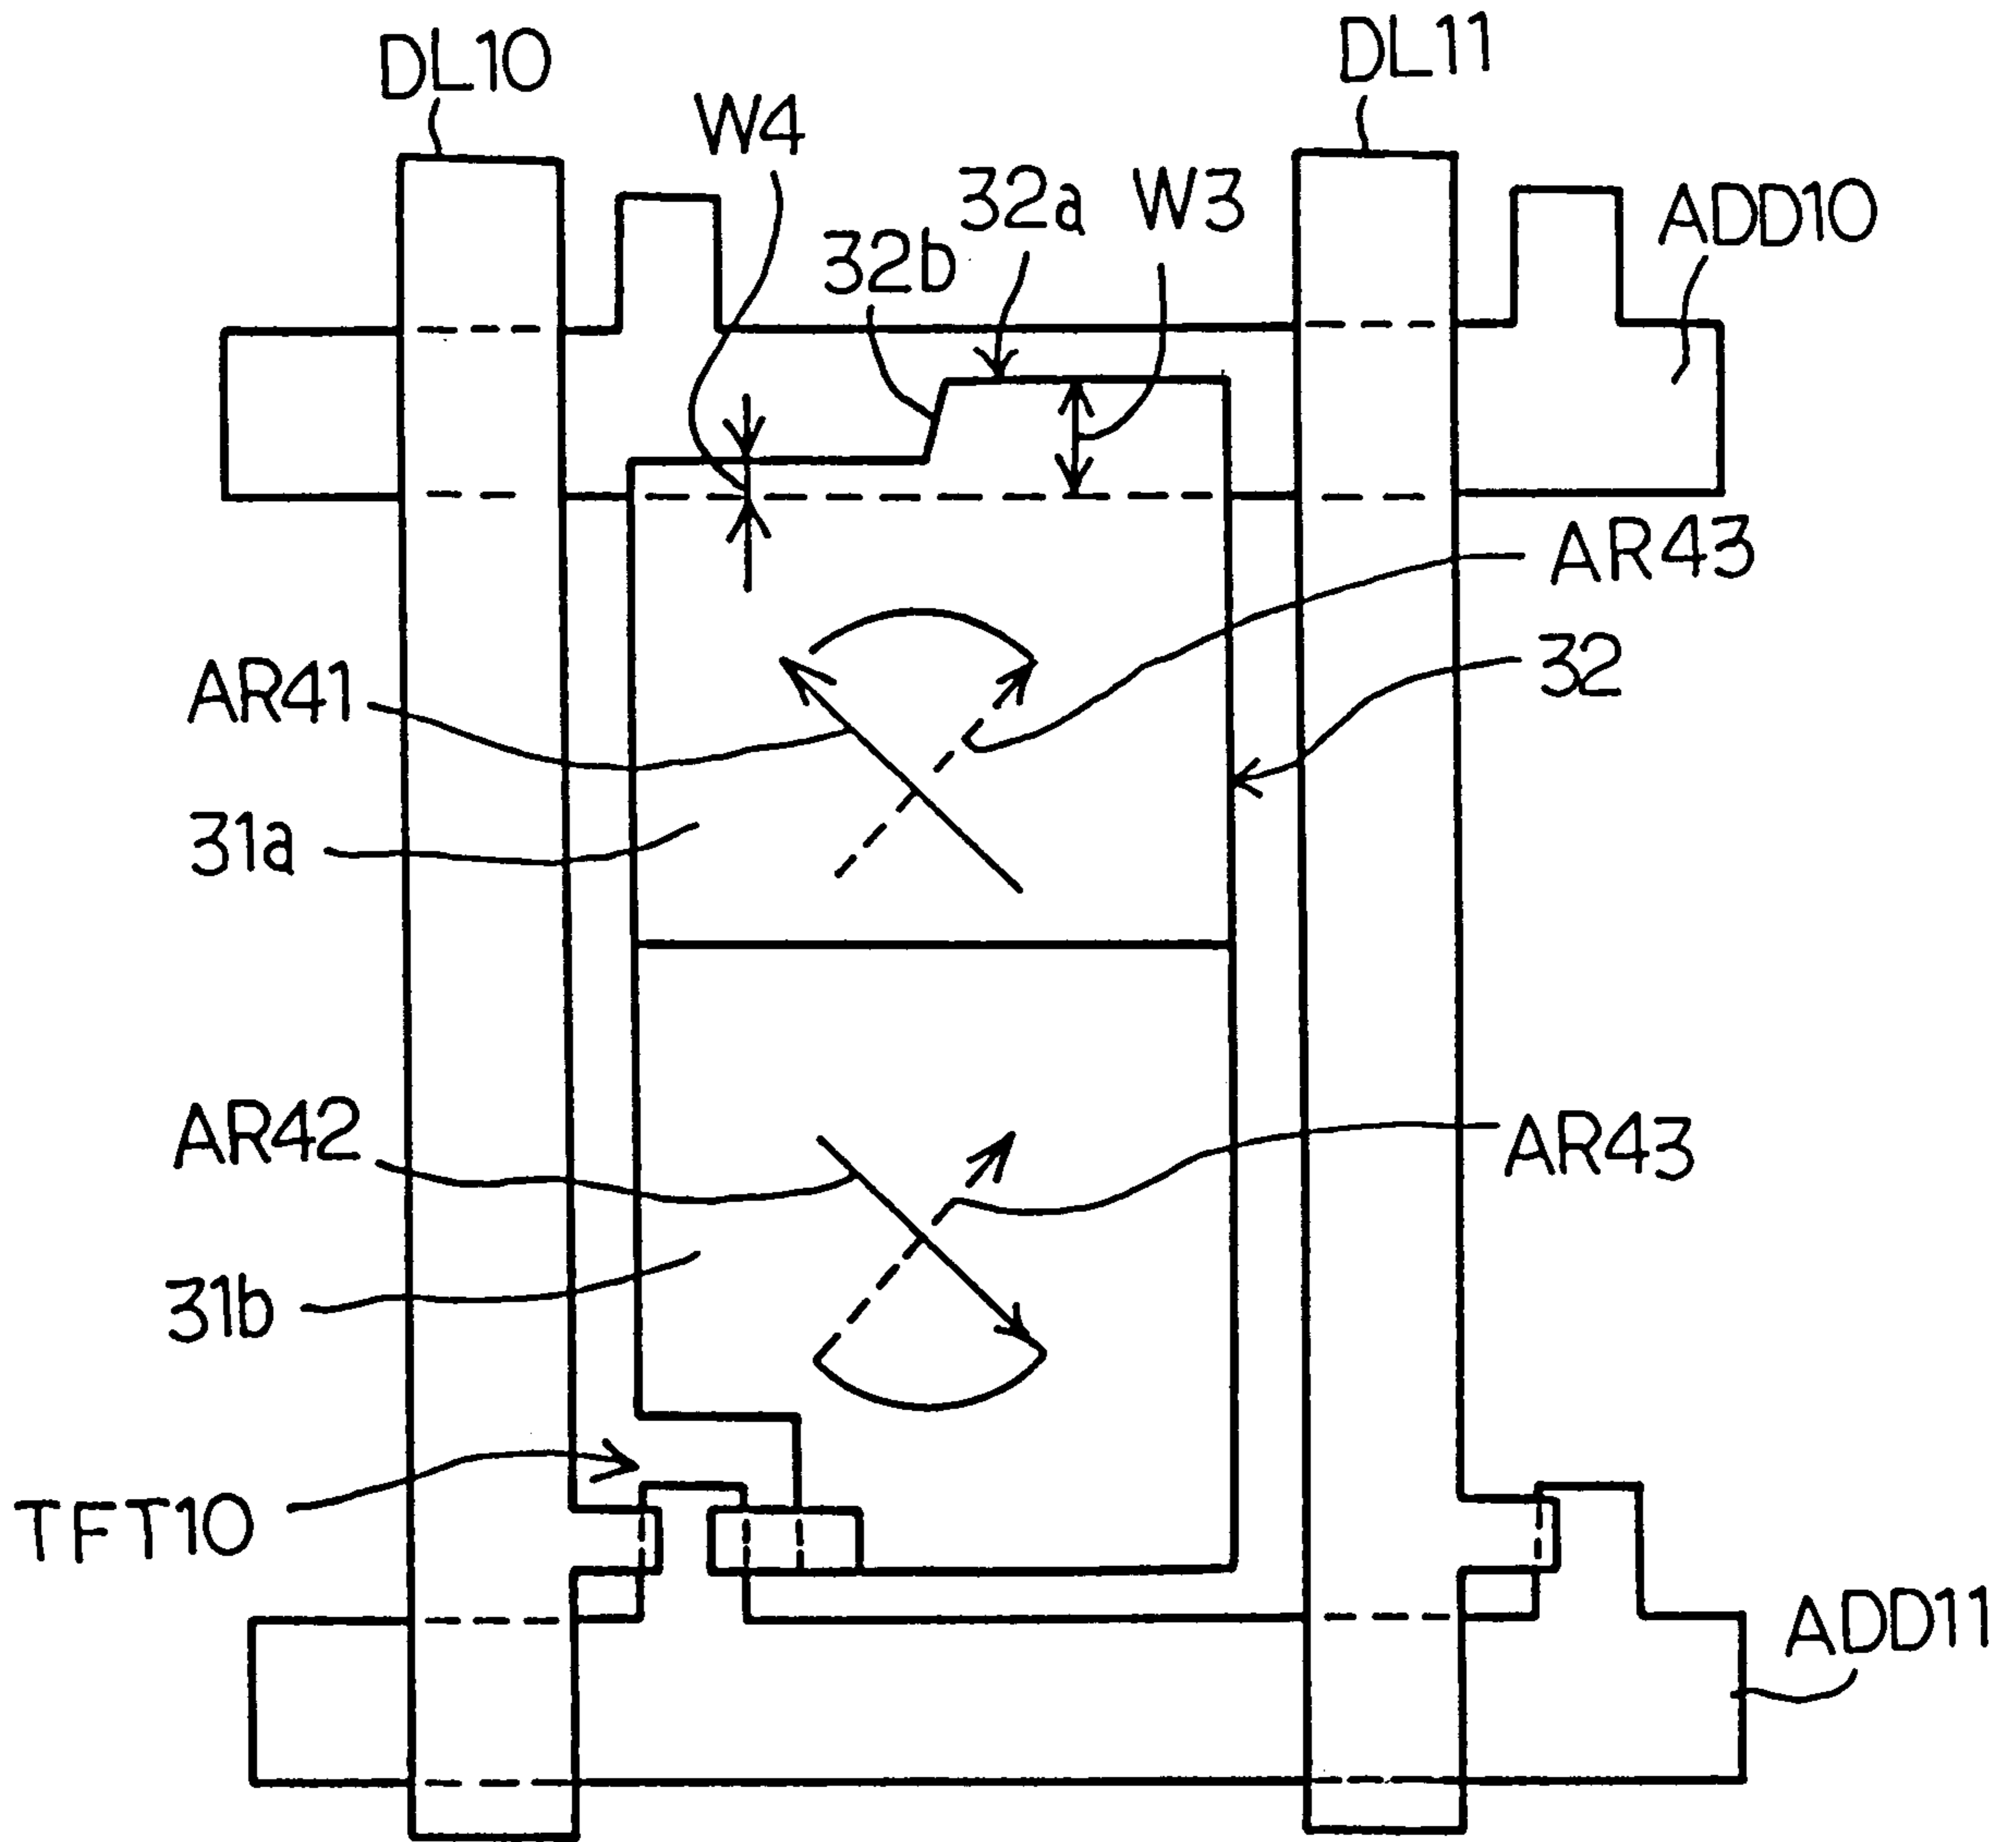 DL10
DL11
W4
32a
W3
ADD10
32b
AR43
AR41
32
31a
AR42
AR43
31b
TFT10
ADD11